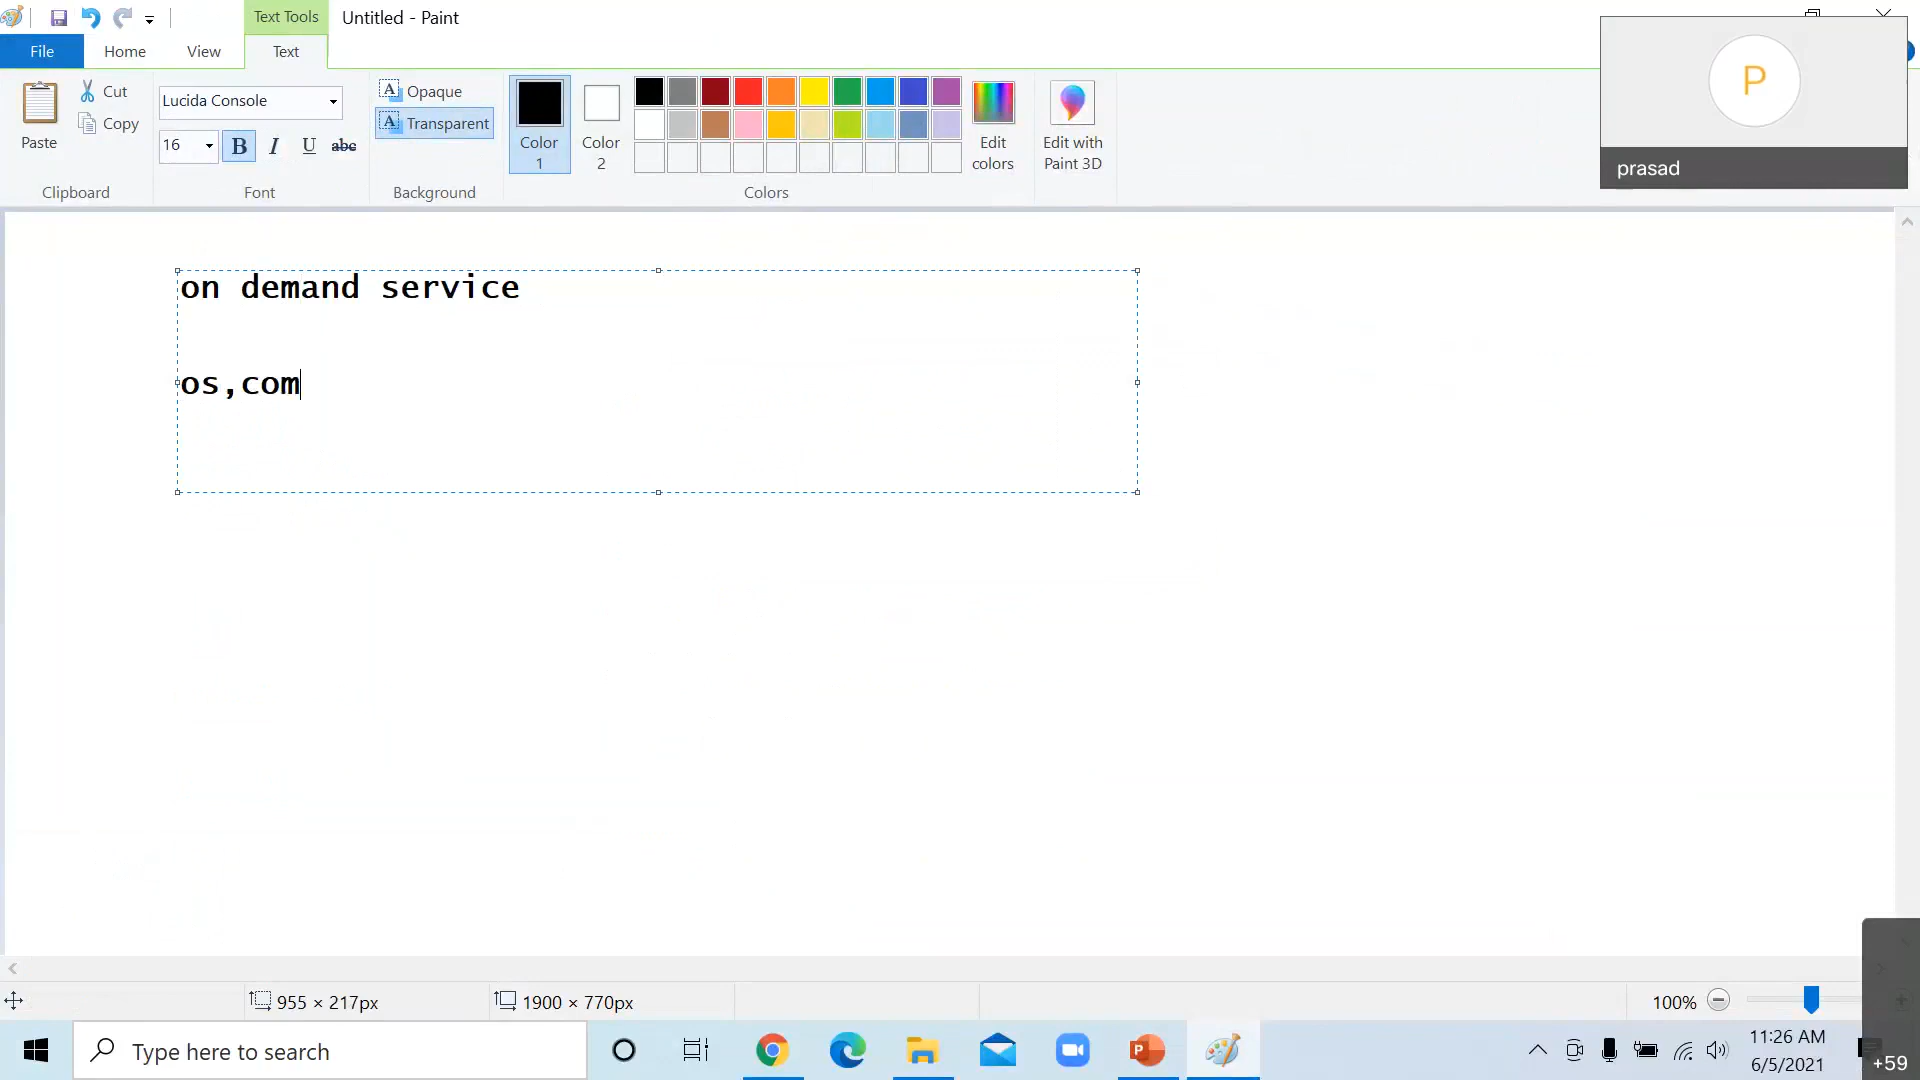 Text Tools
Untitled - Paint
File
Home
View
Text
Paste
Cut
Copy
Clipboard
Lucida Console
16
B
I
U
abc
Font
A Opaque
A Transparent
Background
Color
1
Color
2
Colors
Edit
colors
Edit with
Paint 3D
P
prasad
on demand service
os,com
955 × 217px
1900 × 770px
100%
Type here to search
P
11:26 AM
6/5/2021
+59